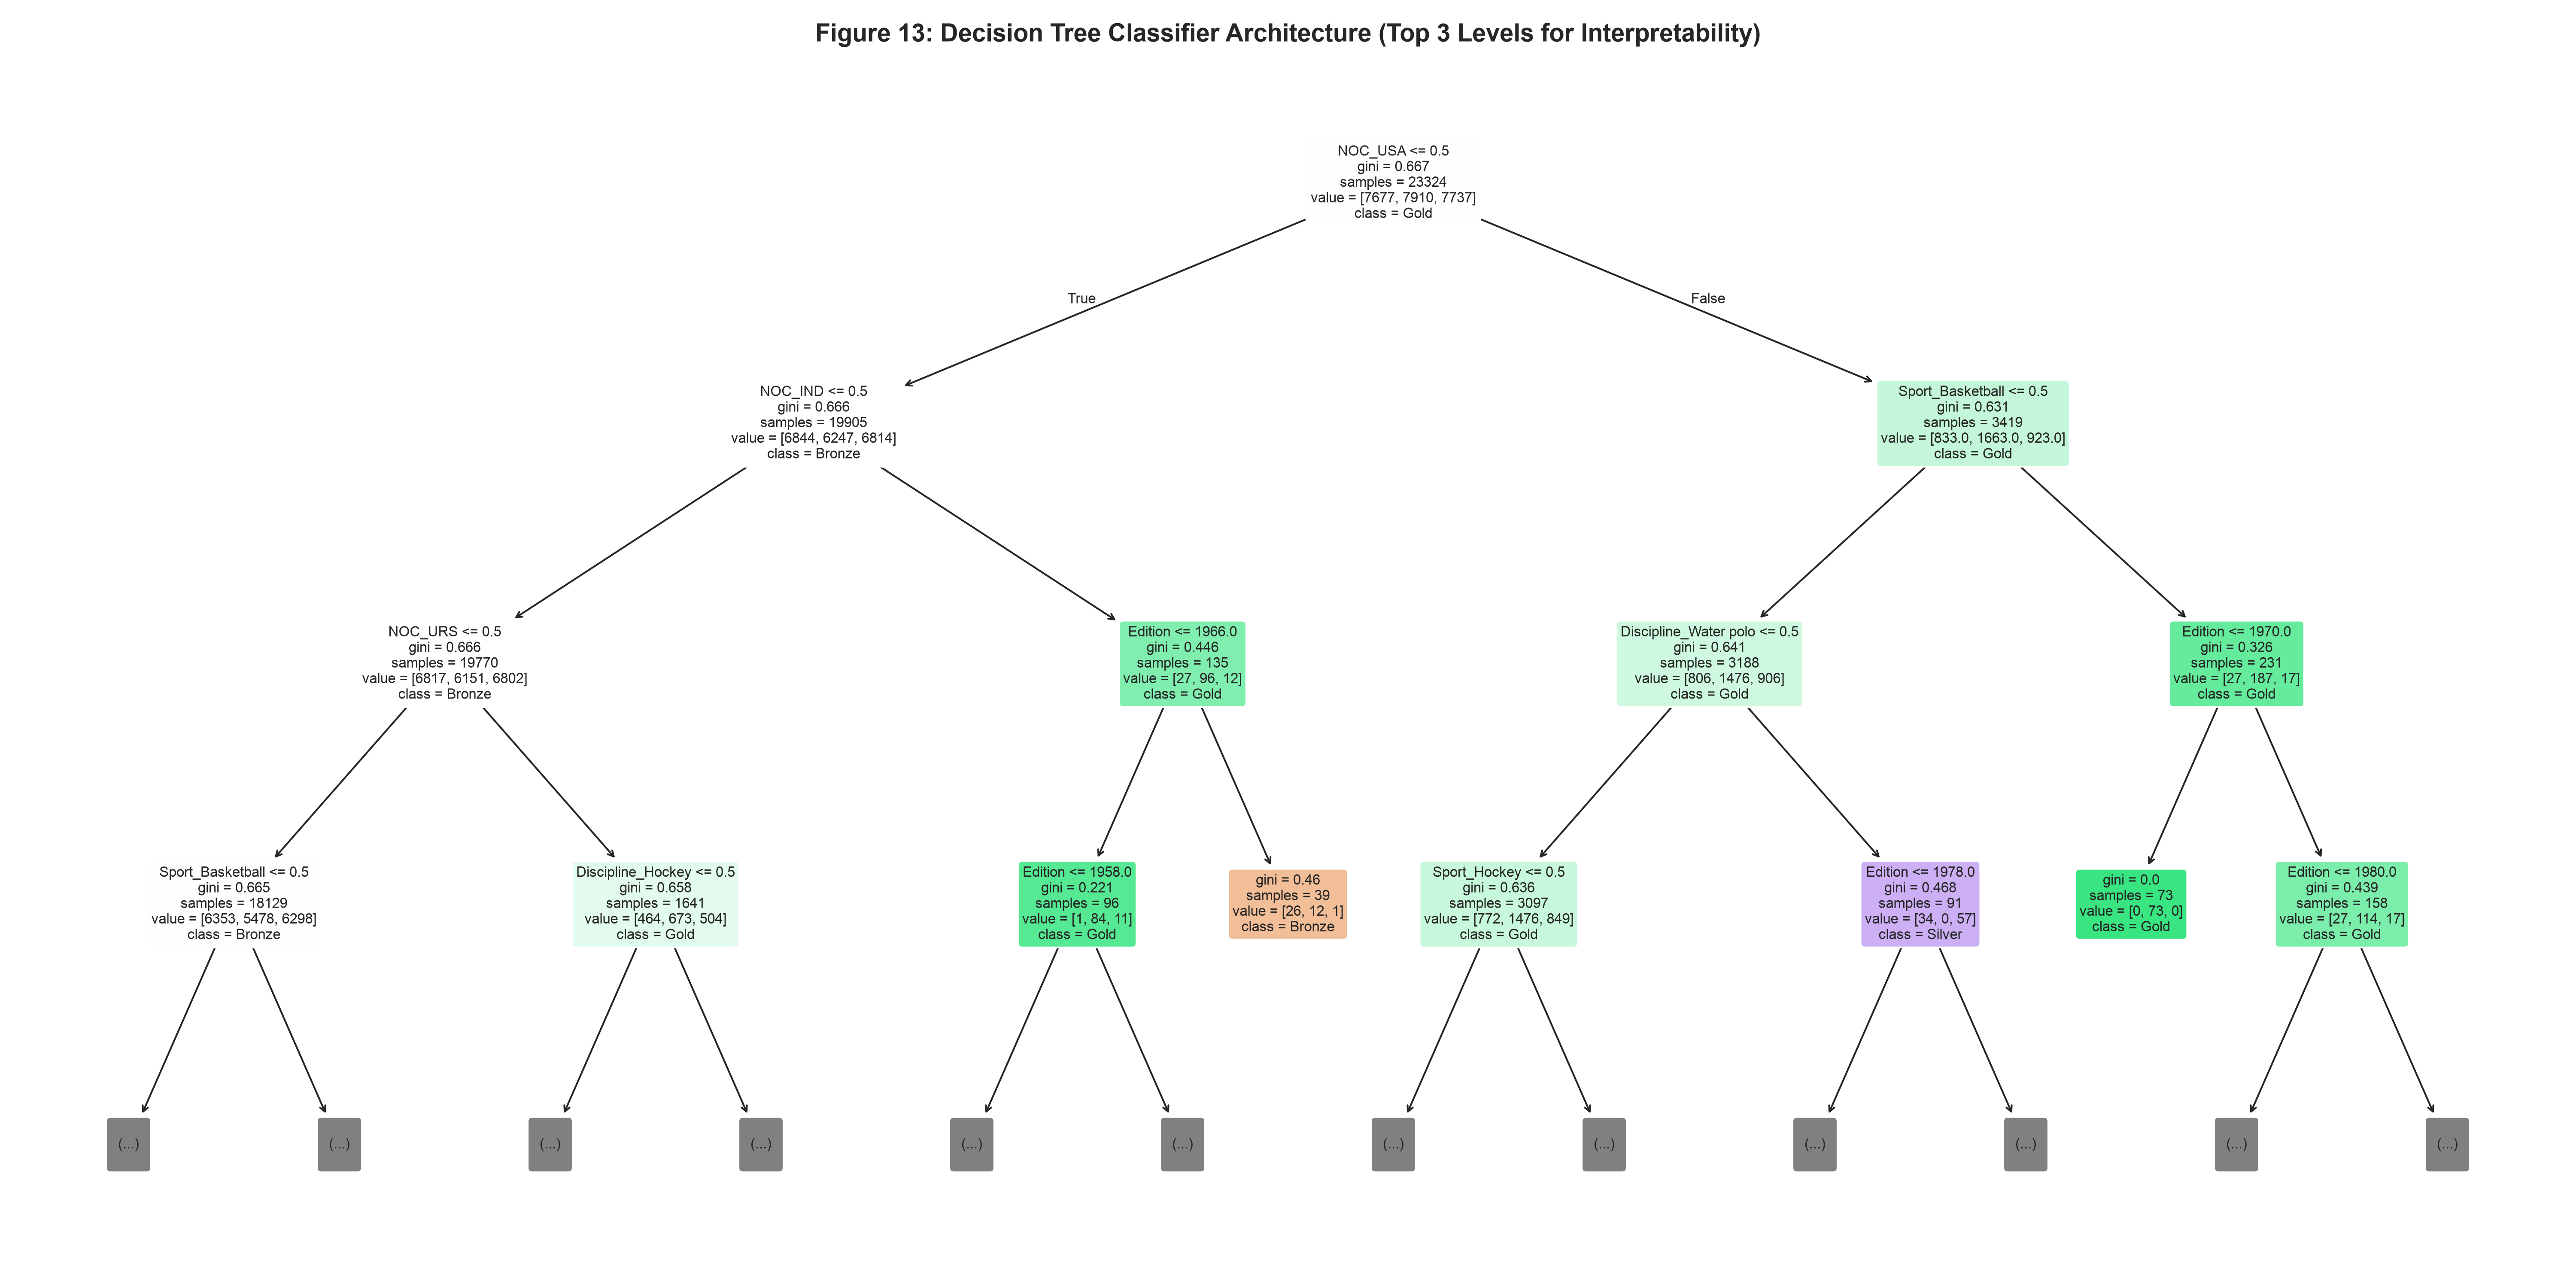 Figure 13: Decision Tree Classifier Architecture (Top 3 Levels for Interpretability)
NOC_USA <= 0.5
gini = 0.667
samples = 23324
value = [7677, 7910, 7737]
class = Gold
True
False
NOC_IND <= 0.5
gini = 0.666
samples = 19905
value = [6844, 6247, 6814]
class = Bronze
Sport_Basketball <= 0.5
gini = 0.631
samples = 3419
value = [833.0, 1663.0, 923.0]
class = Gold
NOC_URS <= 0.5
gini = 0.666
samples = 19770
value = [6817, 6151, 6802]
class = Bronze
Edition <= 1966.0
gini = 0.446
samples = 135
value = [27, 96, 12]
class = Gold
Discipline_Water polo <= 0.5
gini = 0.641
samples = 3188
value = [806, 1476, 906]
class = Gold
Edition <= 1970.0
gini = 0.326
samples = 231
value = [27, 187, 17]
class = Gold
Sport_Basketball <= 0.5
gini = 0.665
samples = 18129
value = [6353, 5478, 6298]
class = Bronze
Discipline_Hockey <= 0.5
gini = 0.658
samples = 1641
value = [464, 673, 504]
class = Gold
Edition <= 1958.0
gini = 0.221
samples = 96
value = [1, 84, 11]
class = Gold
gini = 0.46
samples = 39
value = [26, 12, 1]
class = Bronze
Sport_Hockey <= 0.5
gini = 0.636
samples = 3097
value = [772, 1476, 849]
class = Gold
Edition <= 1978.0
gini = 0.468
samples = 91
value = [34, 0, 57]
class = Silver
gini = 0.0
samples = 73
value = [0, 73, 0]
class = Gold
Edition <= 1980.0
gini = 0.439
samples = 158
value = [27, 114, 17]
class = Gold
(...)
(...)
(...)
(...)
(...)
(...)
(...)
(...)
(...)
(...)
(...)
(...)